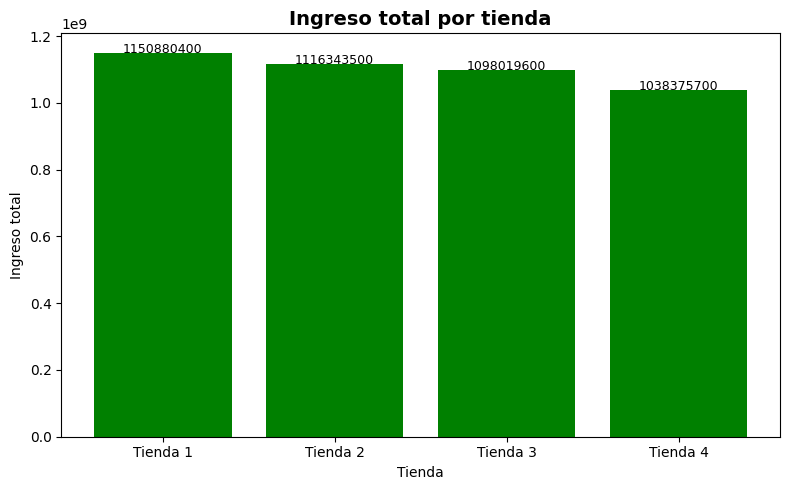 Ingreso total por tienda
1e9
1.2
1.0
0.8
0.6
0.4
0.2
0.0
Ingreso total
1150880400
1116343500
1098019600
1038375700
Tienda 1
Tienda 2
Tienda 3
Tienda 4
Tienda